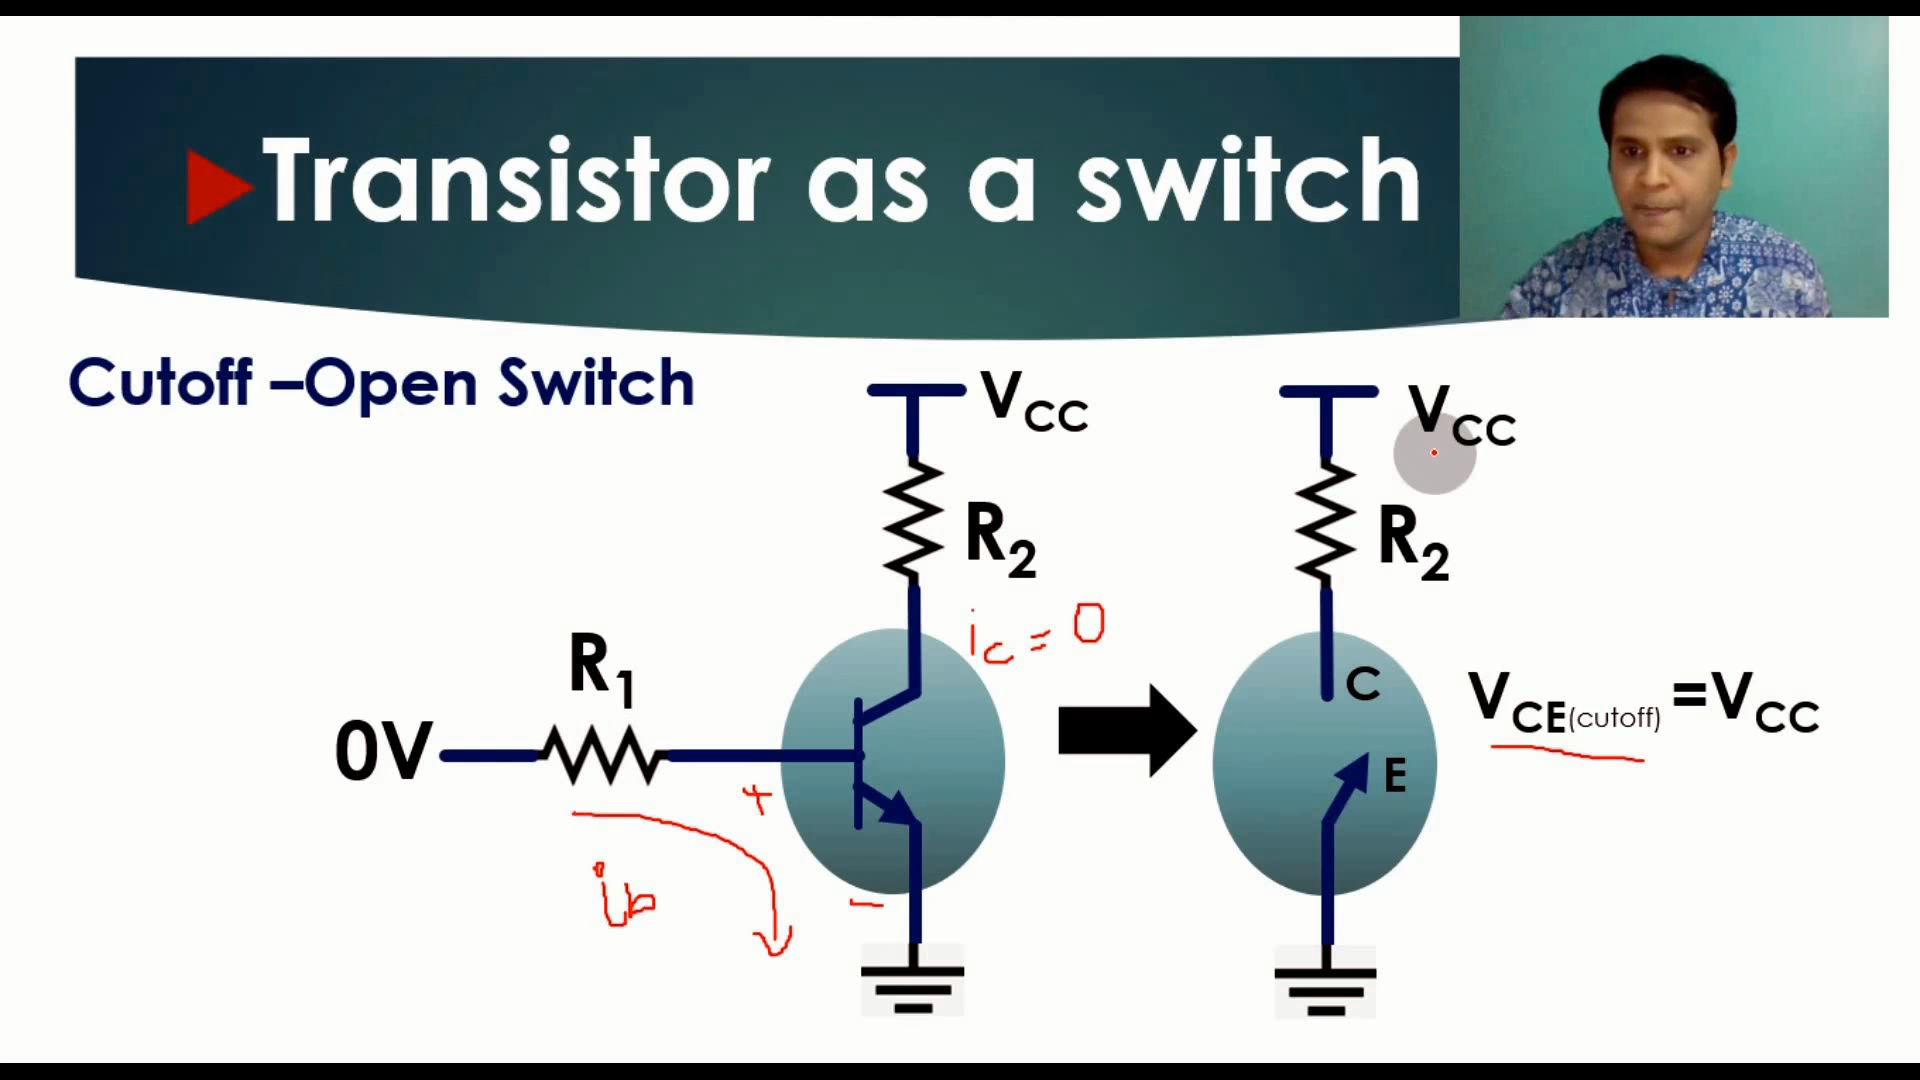 Transistor as a switch
Cutoff –Open Switch
VCC
VCC
R2
R2
ic = 0
R1
C
VCE(cutoff) =VCC
0V
E
+
ib
–